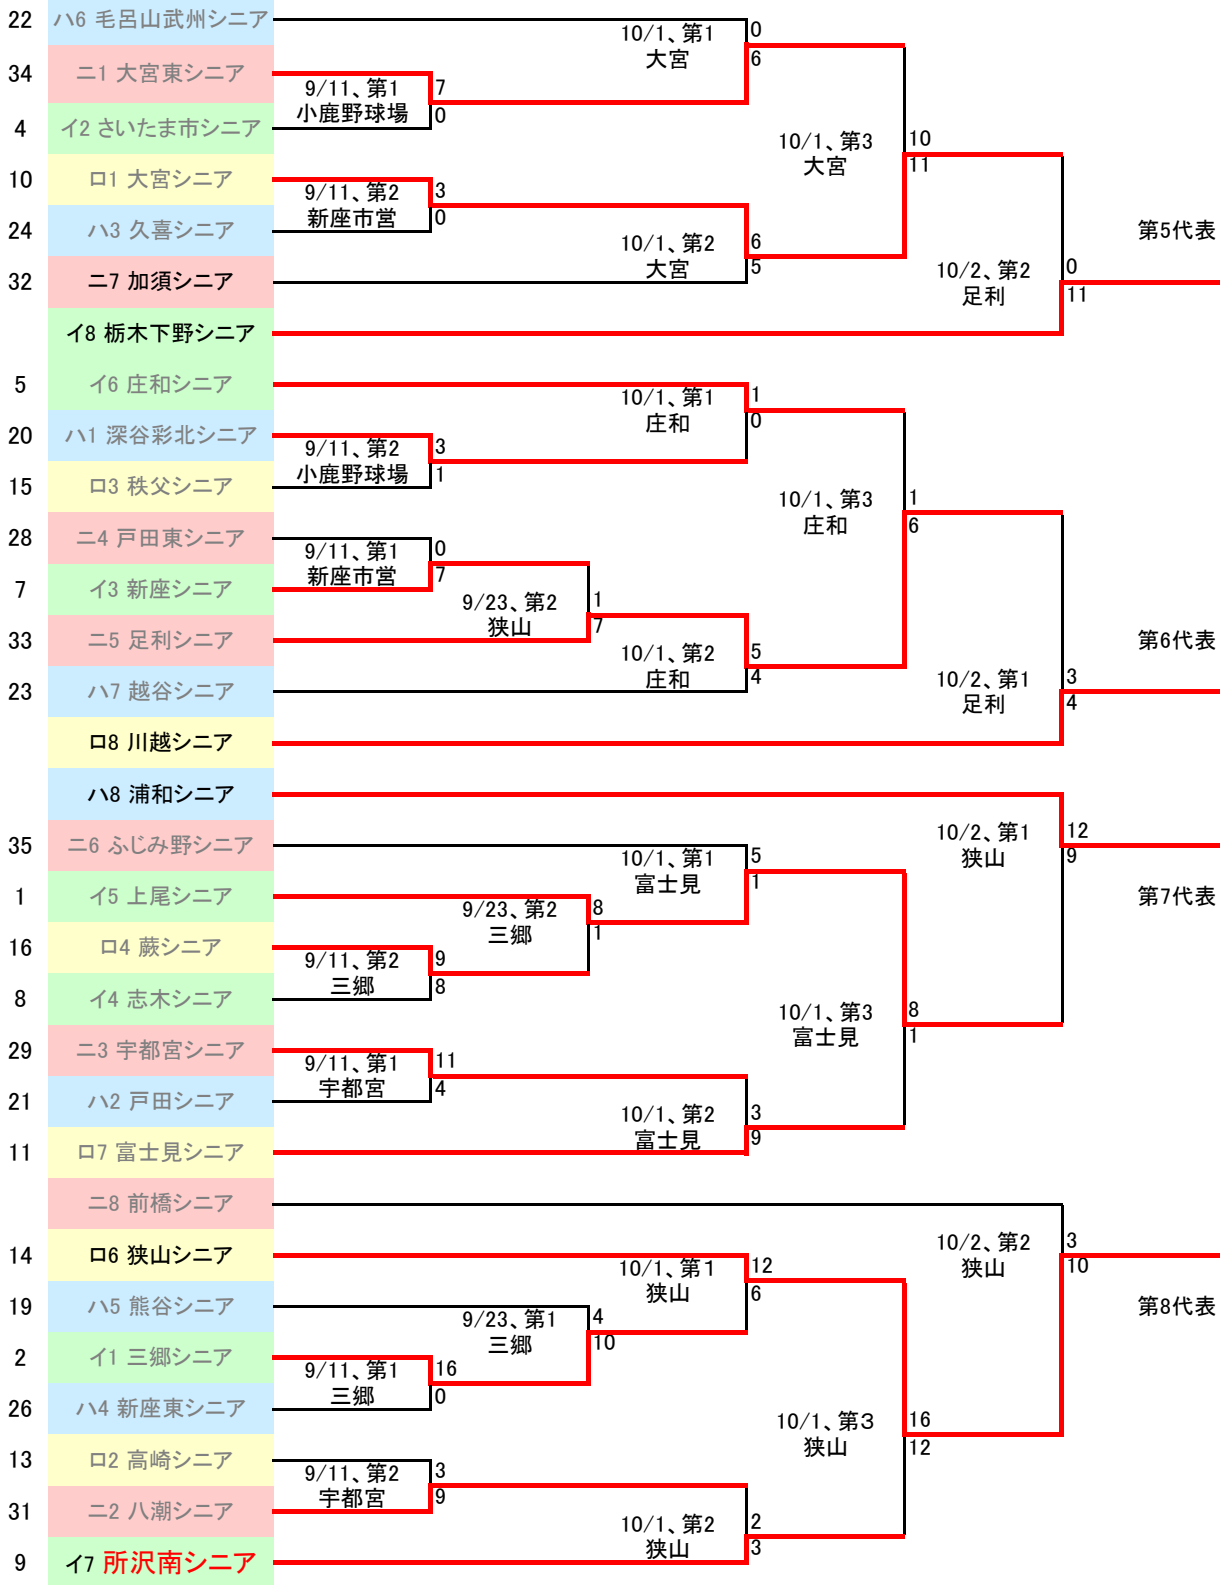 22 ハ6 毛呂山武州シニア
10/1、第1 0
大宮 6
34 ニ1 大宮東シニア
9/11、第1 7
小鹿野球場 0
4 イ2 さいたま市シニア
10/1、第3 10
大宮 11
10 ロ1 大宮シニア
9/11、第2 3
新座市営 0
24 ハ3 久喜シニア
第5代表
10/1、第2 6
大宮 5
10/2、第2 0
足利 11
32 ニ7 加須シニア
イ8 栃木下野シニア
5 イ6 庄和シニア
10/1、第1 1
庄和 0
20 ハ1 深谷彩北シニア
9/11、第2 3
小鹿野球場 1
15 ロ3 秩父シニア
10/1、第3 1
庄和 6
28 ニ4 戸田東シニア
9/11、第1 0
新座市営 7
7 イ3 新座シニア
9/23、第2 1
狭山 7
33 ニ5 足利シニア
第6代表
10/1、第2 5
庄和 4
10/2、第1 3
足利 4
23 ハ7 越谷シニア
ロ8 川越シニア
ハ8 浦和シニア
10/2、第1 12
狭山 9
35 ニ6 ふじみ野シニア
10/1、第1 5
富士見 1
第7代表
1 イ5 上尾シニア
9/23、第2 8
三郷 1
16 ロ4 蕨シニア
9/11、第2 9
三郷 8
8 イ4 志木シニア
10/1、第3 8
富士見 1
29 ニ3 宇都宮シニア
9/11、第1 11
宇都宮 4
21 ハ2 戸田シニア
10/1、第2 3
富士見 9
11 ロ7 富士見シニア
ニ8 前橋シニア
10/2、第2 3
狭山 10
14 ロ6 狭山シニア
10/1、第1 12
狭山 6
第8代表
19 ハ5 熊谷シニア
9/23、第1 4
三郷 10
2 イ1 三郷シニア
9/11、第1 16
三郷 0
26 ハ4 新座東シニア
10/1、第3 16
狭山 12
13 ロ2 高崎シニア
9/11、第2 3
宇都宮 9
31 ニ2 八潮シニア
10/1、第2 2
狭山 3
9 イ7 所沢南シニア